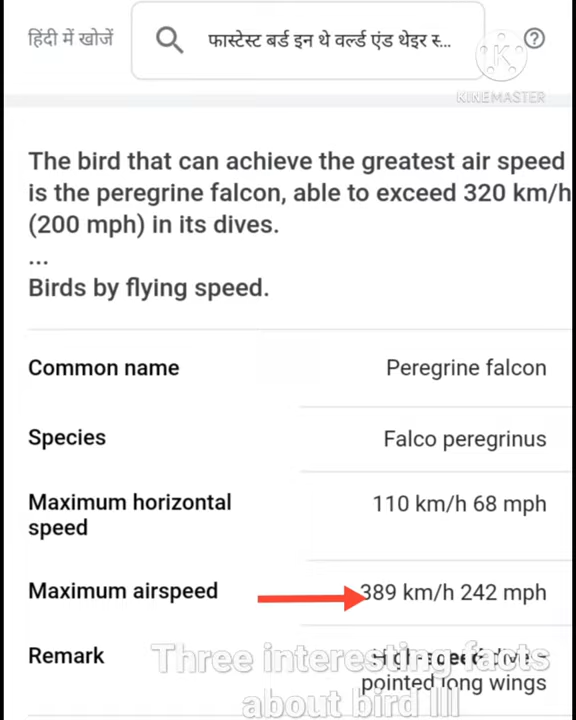 हिंदी में खोजें
फास्टेस्ट बर्ड इन थे वर्ल्ड एंड थेइर स्...
K
KINEMASTER
The bird that can achieve the greatest air speed
is the peregrine falcon, able to exceed 320 km/h
(200 mph) in its dives.
...
Birds by flying speed.
Common name Peregrine falcon
Species Falco peregrinus
Maximum horizontal speed 110 km/h 68 mph
Maximum airspeed 389 km/h 242 mph
Remark
pointed long wings
Three interesting facts
about bird !!!